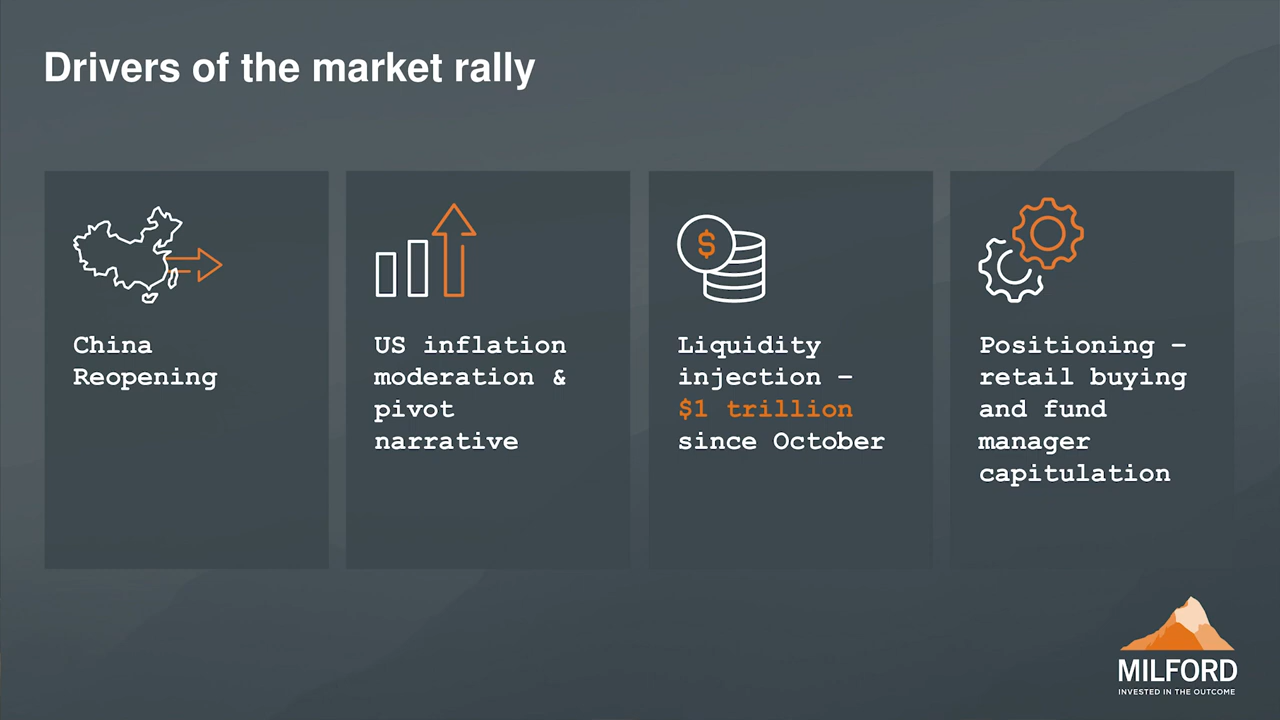 Drivers of the market rally
China
Reopening
US inflation
moderation &
pivot
narrative
$
Liquidity
injection –
$1 trillion
since October
Positioning –
retail buying
and fund
manager
capitulation
MILFORD
INVESTED IN THE OUTCOME